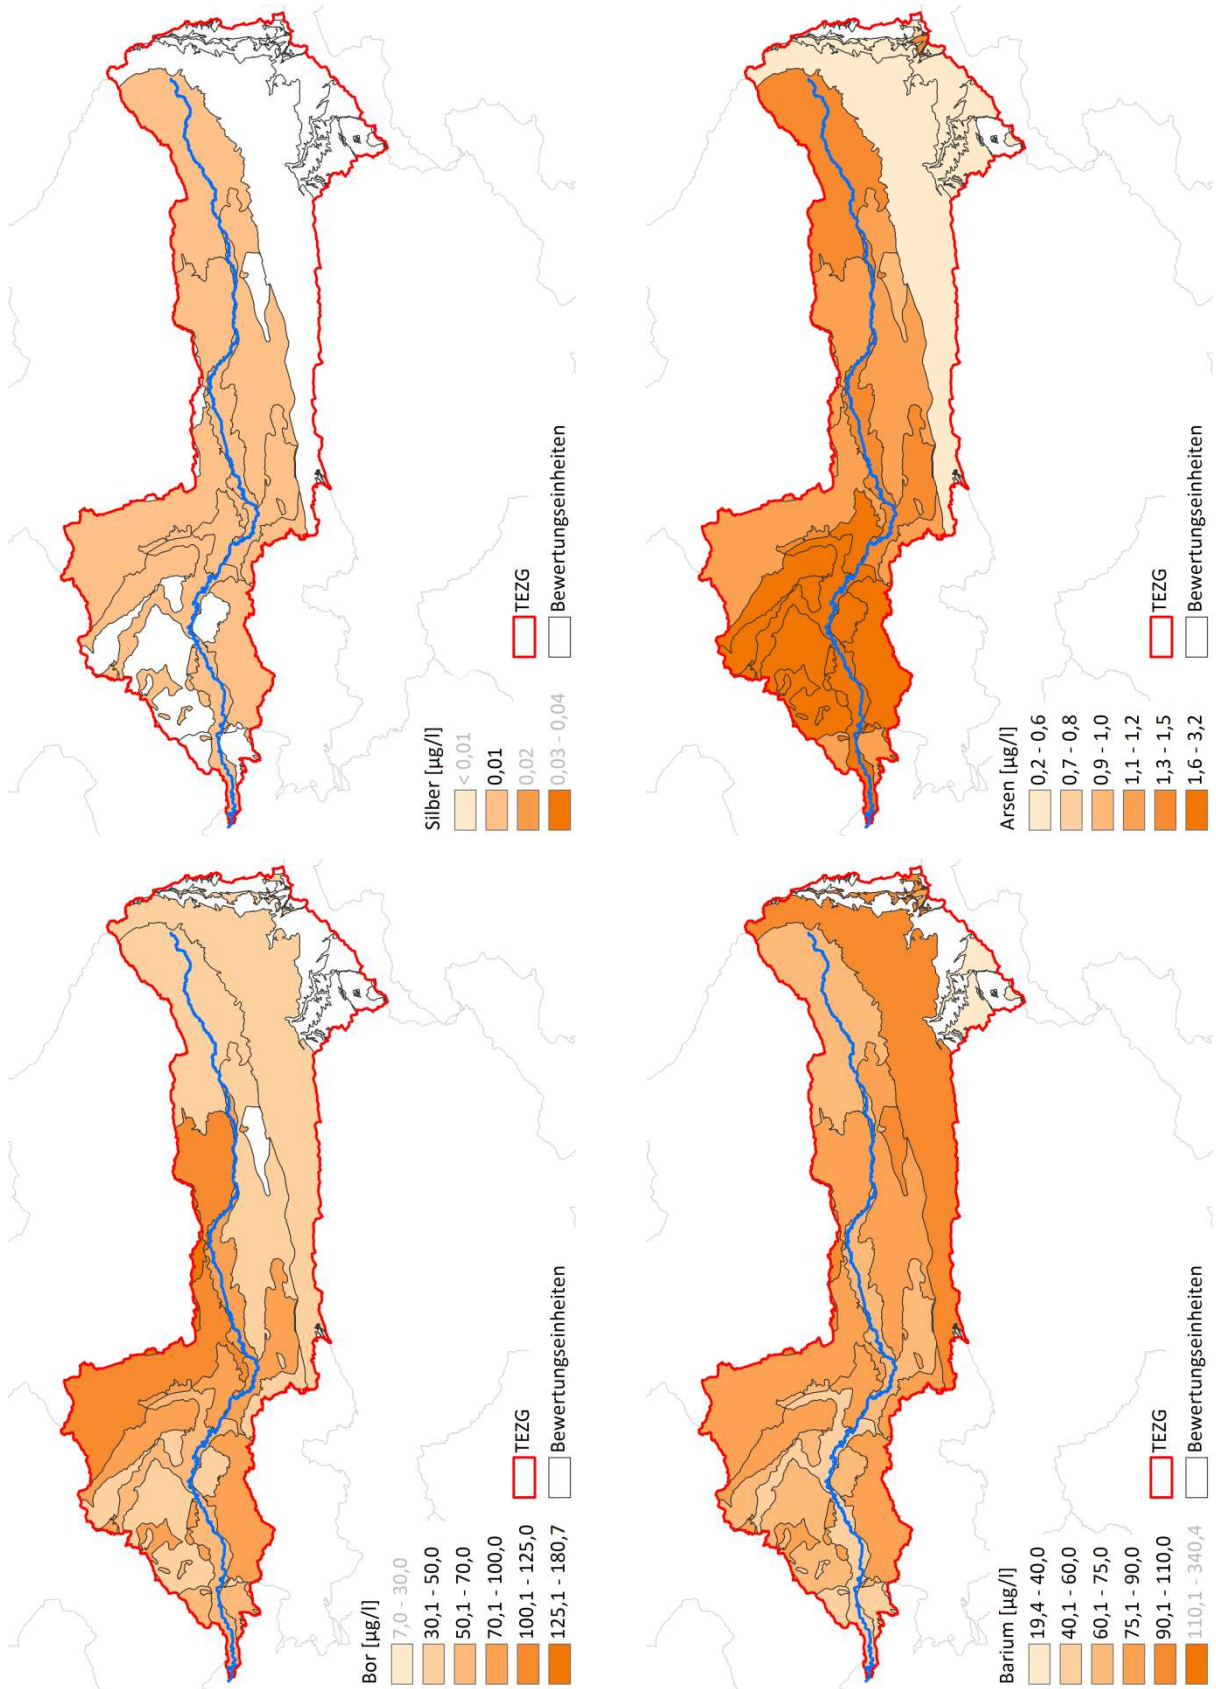 Silber [µg/l]
< 0,01
0,01
0,02
0,03 - 0,04
TEZG
Bewertungseinheiten
Arsen [µg/l]
0,2 - 0,6
0,7 - 0,8
0,9 - 1,0
1,1 - 1,2
1,3 - 1,5
1,6 - 3,2
TEZG
Bewertungseinheiten
Bor [µg/l]
7,0 - 30,0
30,1 - 50,0
50,1 - 70,0
70,1 - 100,0
100,1 - 125,0
125,1 - 180,7
TEZG
Bewertungseinheiten
Barium [µg/l]
19,4 - 40,0
40,1 - 60,0
60,1 - 75,0
75,1 - 90,0
90,1 - 110,0
110,1 - 340,4
TEZG
Bewertungseinheiten